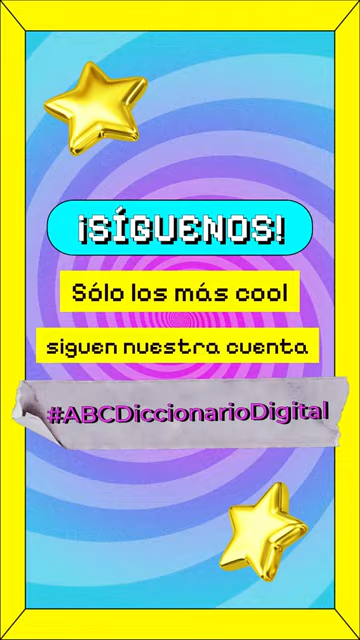 ¡SÍGUENOS!
Sólo los más cool
siguen nuestra cuenta
#ABCDiccionarioDigital